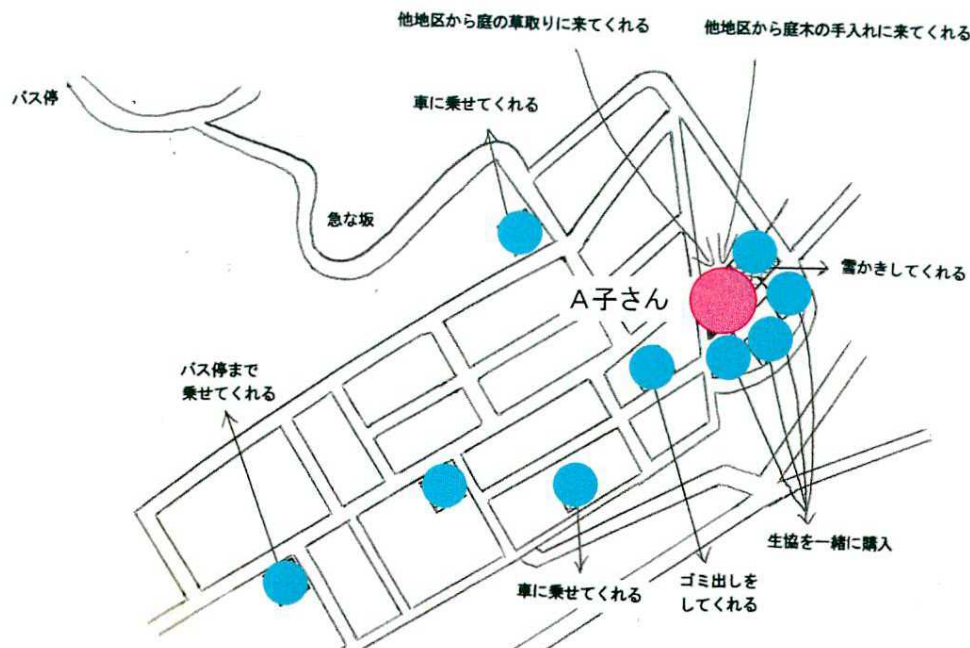 他地区から庭の草取りに来てくれる
他地区から庭木の手入れに来てくれる
バス停
車に乗せてくれる
急な坂
雪かきしてくれる
A子さん
バス停まで
乗せてくれる
生協を一緒に購入
車に乗せてくれる
ゴミ出しを
してくれる